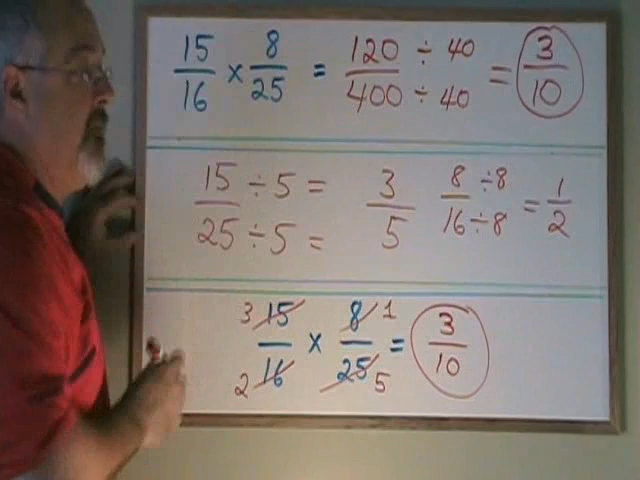 15/16 × 8/25 = 120 ÷ 40 / 400 ÷ 40 = 3/10
15 ÷ 5 = / 25 ÷ 5 = 3/5 8 ÷ 8 / 16 ÷ 8 = 1/2
3 15 / 2 16 × 8 1 / 25 5 = 3/10